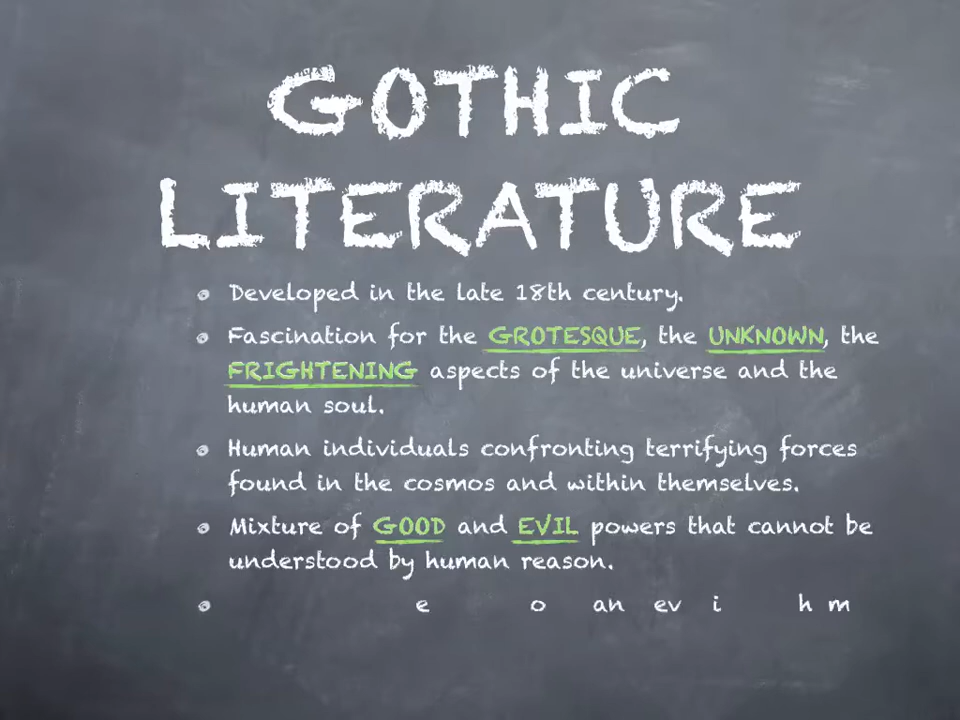 GOTHIC
LITERATURE
Developed in the late 18th century.
Fascination for the GROTESQUE, the UNKNOWN, the
FRIGHTENING aspects of the universe and the
human soul.
Human individuals confronting terrifying forces
found in the cosmos and within themselves.
Mixture of GOOD and EVIL powers that cannot be
understood by human reason.
e o an ev i h m